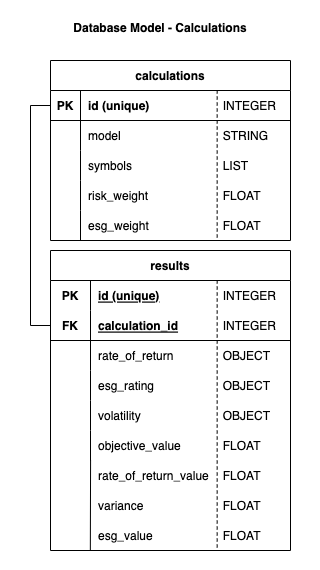 Database Model - Calculations
calculations
PK id (unique) INTEGER
model STRING
symbols LIST
risk_weight FLOAT
esg_weight FLOAT
results
PK id (unique) INTEGER
FK calculation_id INTEGER
rate_of_return OBJECT
esg_rating OBJECT
volatility OBJECT
objective_value FLOAT
rate_of_return_value FLOAT
variance FLOAT
esg_value FLOAT